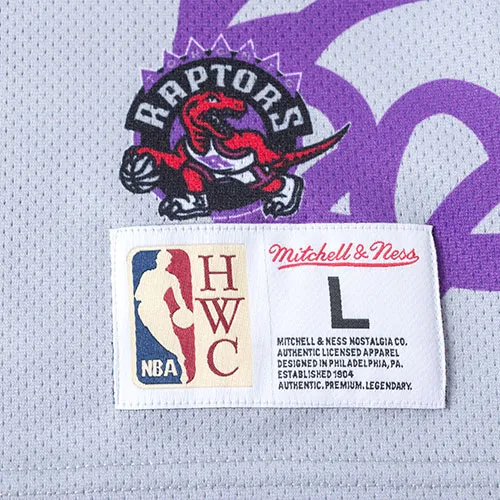 RAPTORS
Mitchell & Ness
H
W
C
NBA
L
MITCHELL & NESS NOSTALGIA CO.
AUTHENTIC LICENSED APPAREL
DESIGNED IN PHILADELPHIA, PA.
ESTABLISHED 1904
AUTHENTIC. PREMIUM. LEGENDARY.